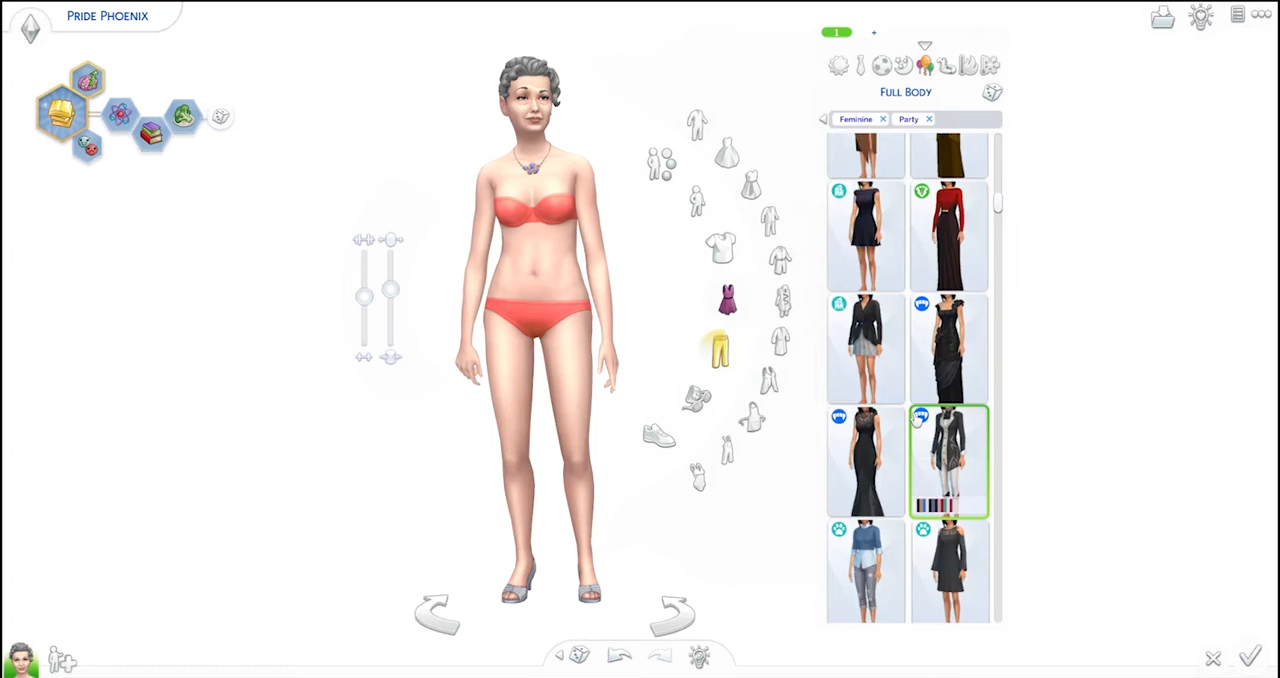 PRIDE PHOENIX
1
+
FULL BODY
Feminine X Party X